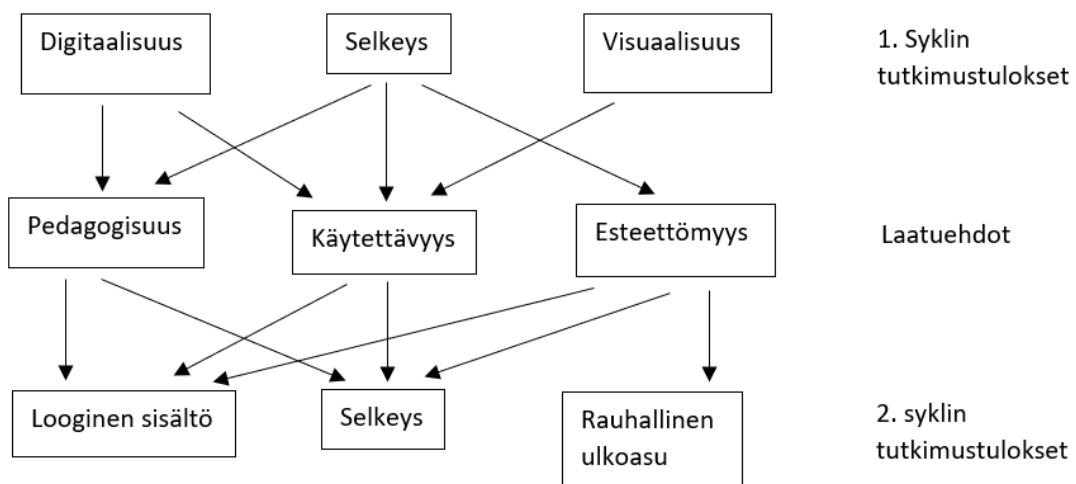 Digitaalisuus
Selkeys
Visuaalisuus
1. Syklin
tutkimustulokset
Pedagogisuus
Käytettävyys
Esteettömyys
Laatuehdot
Looginen sisältö
Selkeys
Rauhallinen
ulkoasu
2. syklin
tutkimustulokset